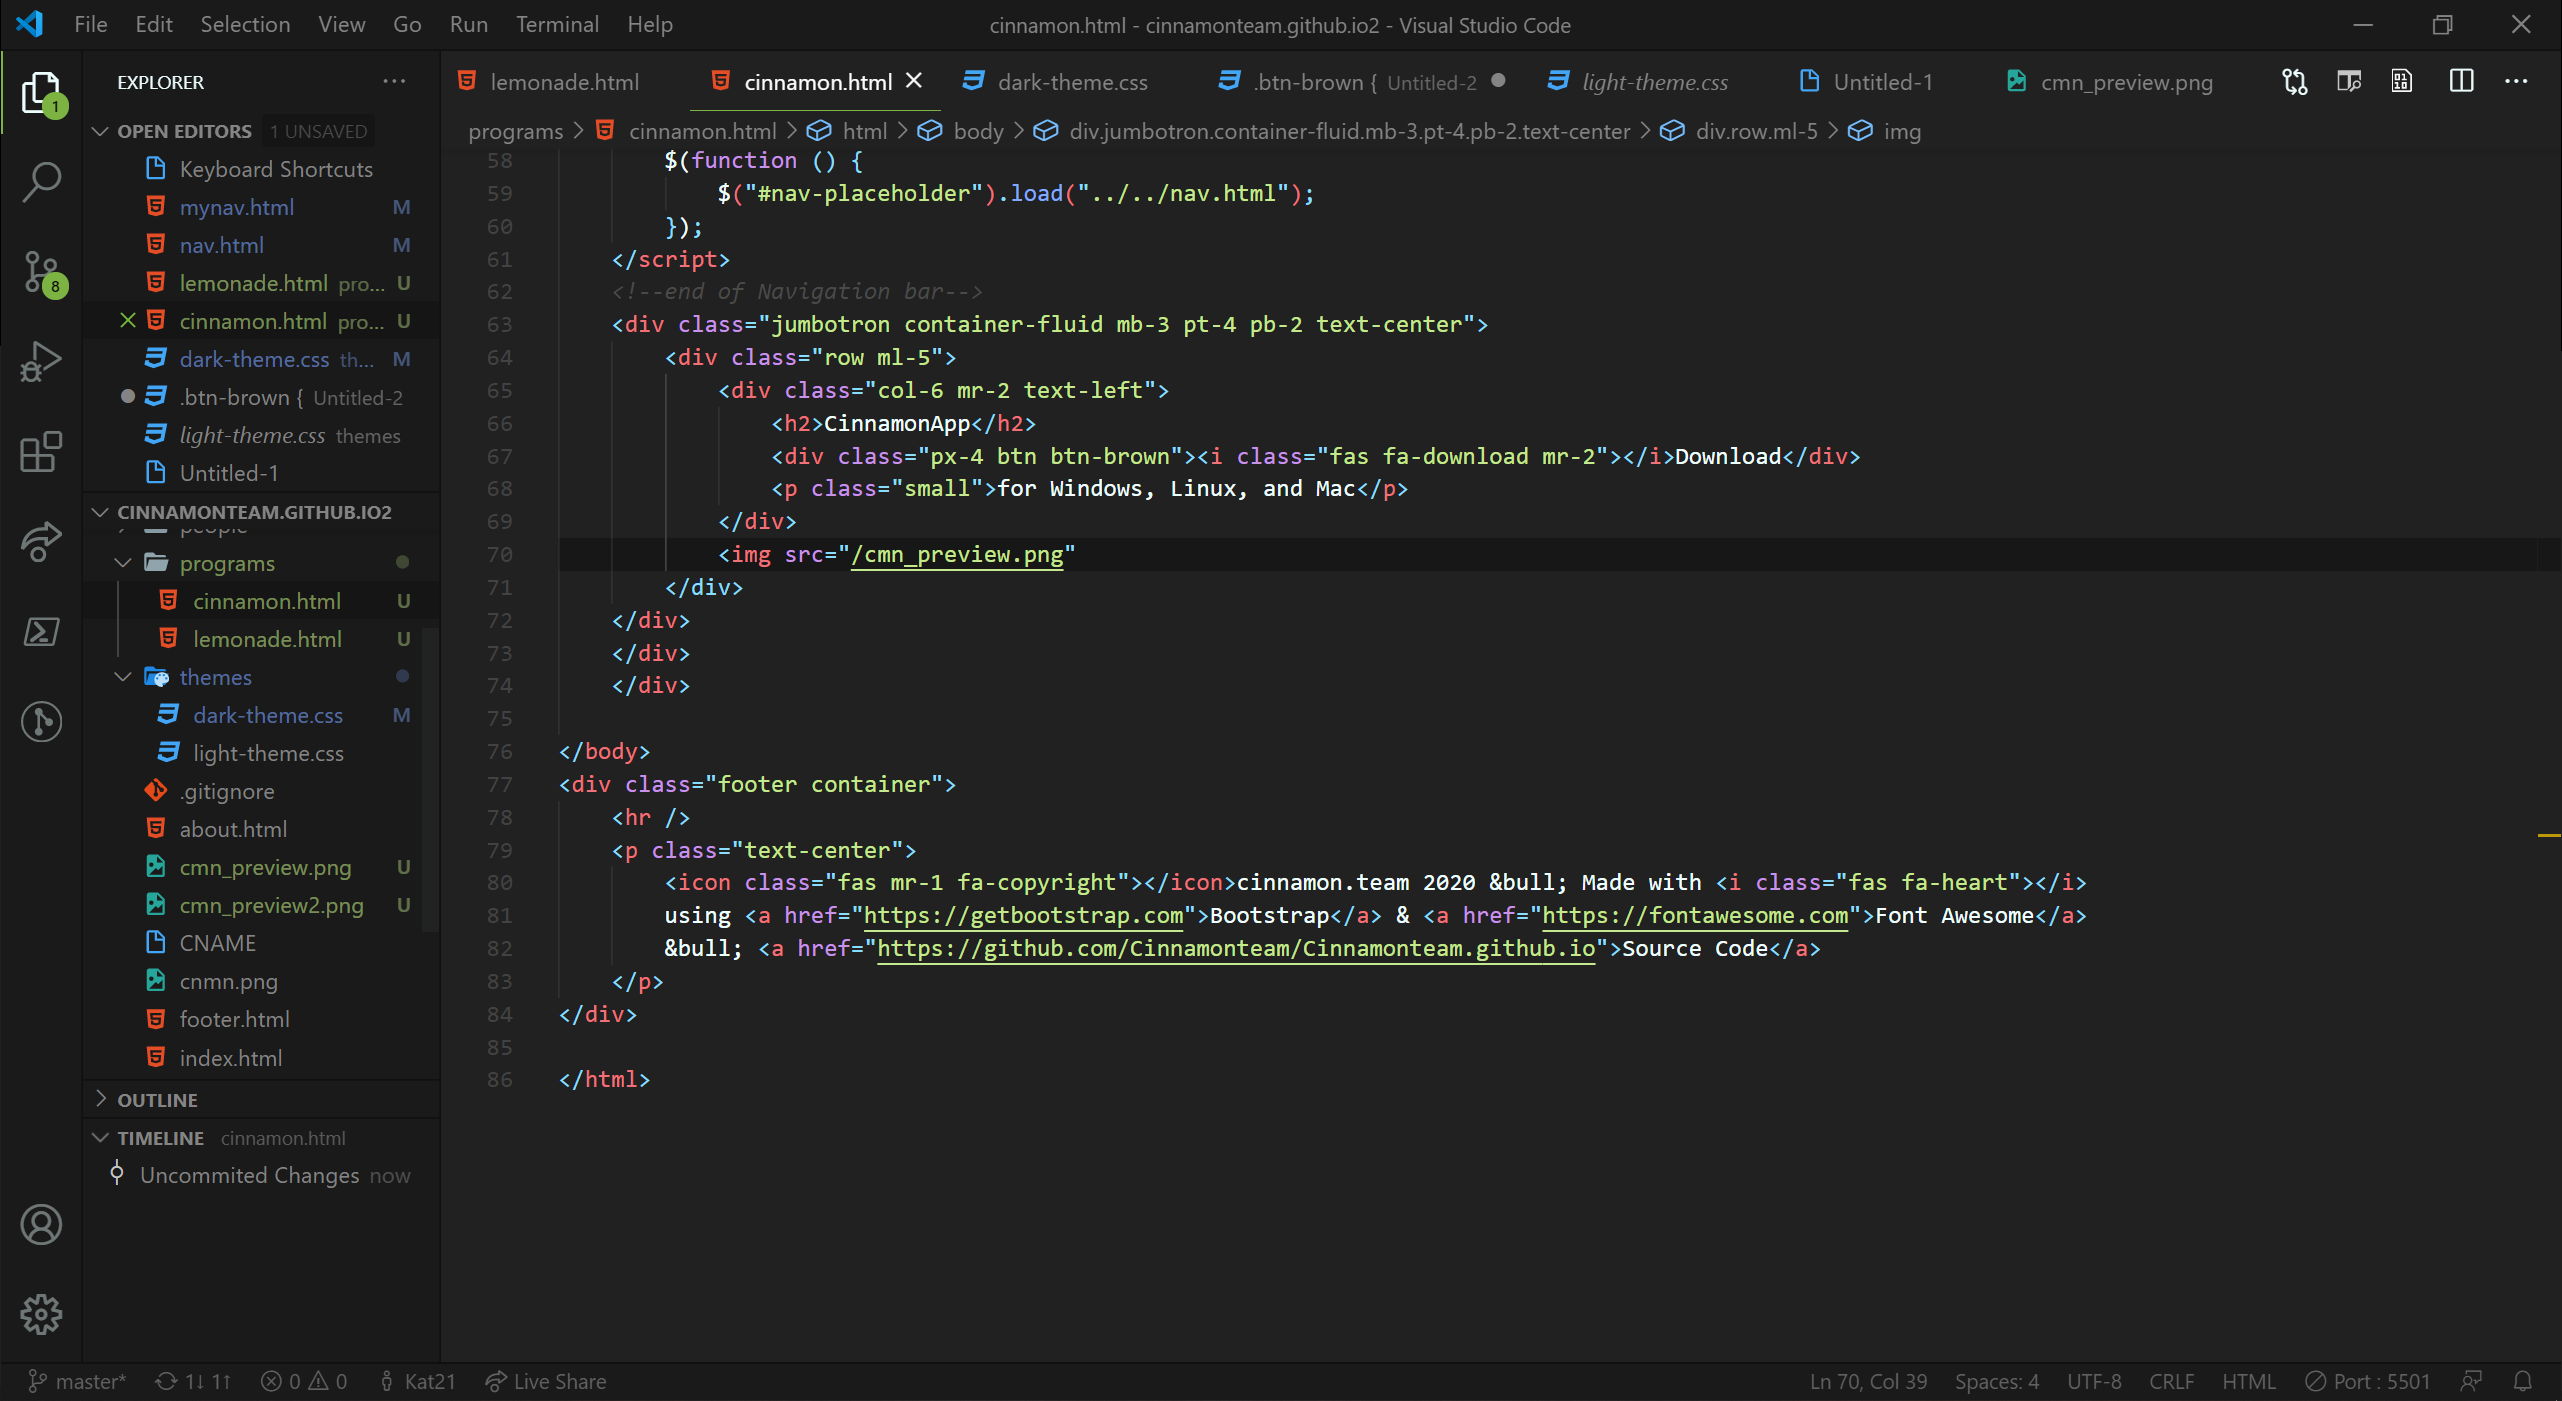 File Edit Selection View Go Run Terminal Help
cinnamon.html - cinnamonteam.github.io2 - Visual Studio Code
EXPLORER
OPEN EDITORS 1 UNSAVED
Keyboard Shortcuts
mynav.html M
nav.html M
lemonade.html pro... U
cinnamon.html pro... U
dark-theme.css th... M
.btn-brown { Untitled-2
light-theme.css themes
Untitled-1
CINNAMONTEAM.GITHUB.IO2
people
programs
cinnamon.html U
lemonade.html U
themes
dark-theme.css M
light-theme.css
.gitignore
about.html
cmn_preview.png U
cmn_preview2.png U
CNAME
cnmn.png
footer.html
index.html
OUTLINE
TIMELINE cinnamon.html
Uncommited Changes now
1
8
lemonade.html cinnamon.html dark-theme.css .btn-brown { Untitled-2 light-theme.css Untitled-1 cmn_preview.png
programs > cinnamon.html > html > body > div.jumbotron.container-fluid.mb-3.pt-4.pb-2.text-center > div.row.ml-5 > img
58 $(function () {
59 $("#nav-placeholder").load("../../nav.html");
60 });
61 </script>
62 <!--end of Navigation bar-->
63 <div class="jumbotron container-fluid mb-3 pt-4 pb-2 text-center">
64 <div class="row ml-5">
65 <div class="col-6 mr-2 text-left">
66 <h2>CinnamonApp</h2>
67 <div class="px-4 btn btn-brown"><i class="fas fa-download mr-2"></i>Download</div>
68 <p class="small">for Windows, Linux, and Mac</p>
69 </div>
70 <img src="/cmn_preview.png"
71 </div>
72 </div>
73 </div>
74 </div>
75
76 </body>
77 <div class="footer container">
78 <hr />
79 <p class="text-center">
80 <icon class="fas mr-1 fa-copyright"></icon>cinnamon.team 2020 &bull; Made with <i class="fas fa-heart"></i>
81 using <a href="https://getbootstrap.com">Bootstrap</a> & <a href="https://fontawesome.com">Font Awesome</a>
82 &bull; <a href="https://github.com/Cinnamonteam/Cinnamonteam.github.io">Source Code</a>
83 </p>
84 </div>
85
86 </html>
master* 1↓ 1↑ 0 0 Kat21 Live Share
Ln 70, Col 39 Spaces: 4 UTF-8 CRLF HTML Port : 5501